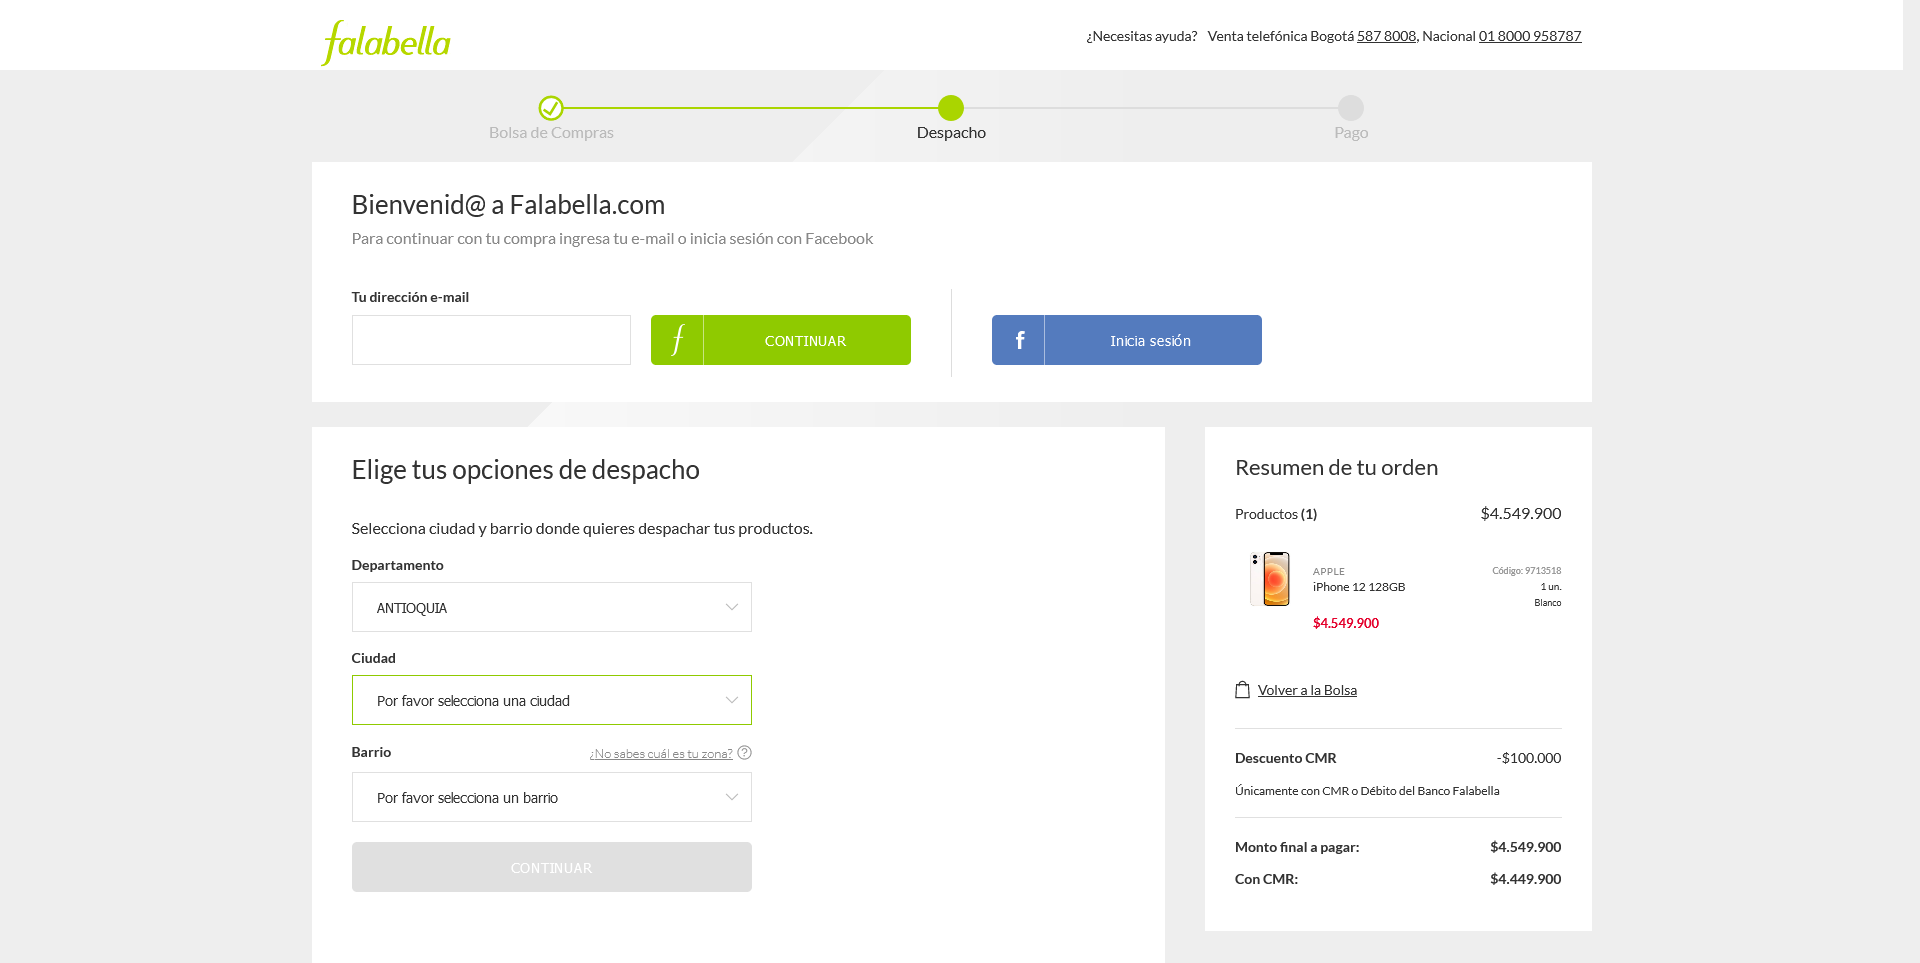 falabella
¿Necesitas ayuda? Venta telefónica Bogotá 587 8008, Nacional 01 8000 958787
Bolsa de Compras
Despacho
Pago
Bienvenid@ a Falabella.com
Para continuar con tu compra ingresa tu e-mail o inicia sesión con Facebook
Tu dirección e-mail
f CONTINUAR
f Inicia sesión
Elige tus opciones de despacho
Selecciona ciudad y barrio donde quieres despachar tus productos.
Departamento
ANTIOQUIA
Ciudad
Por favor selecciona una ciudad
Barrio
¿No sabes cuál es tu zona? ?
Por favor selecciona un barrio
CONTINUAR
Resumen de tu orden
Productos (1) $4.549.900
APPLE
iPhone 12 128GB
$4.549.900
Código: 9713518
1 un.
Blanco
Volver a la Bolsa
Descuento CMR -$100.000
Únicamente con CMR o Débito del Banco Falabella
Monto final a pagar: $4.549.900
Con CMR: $4.449.900